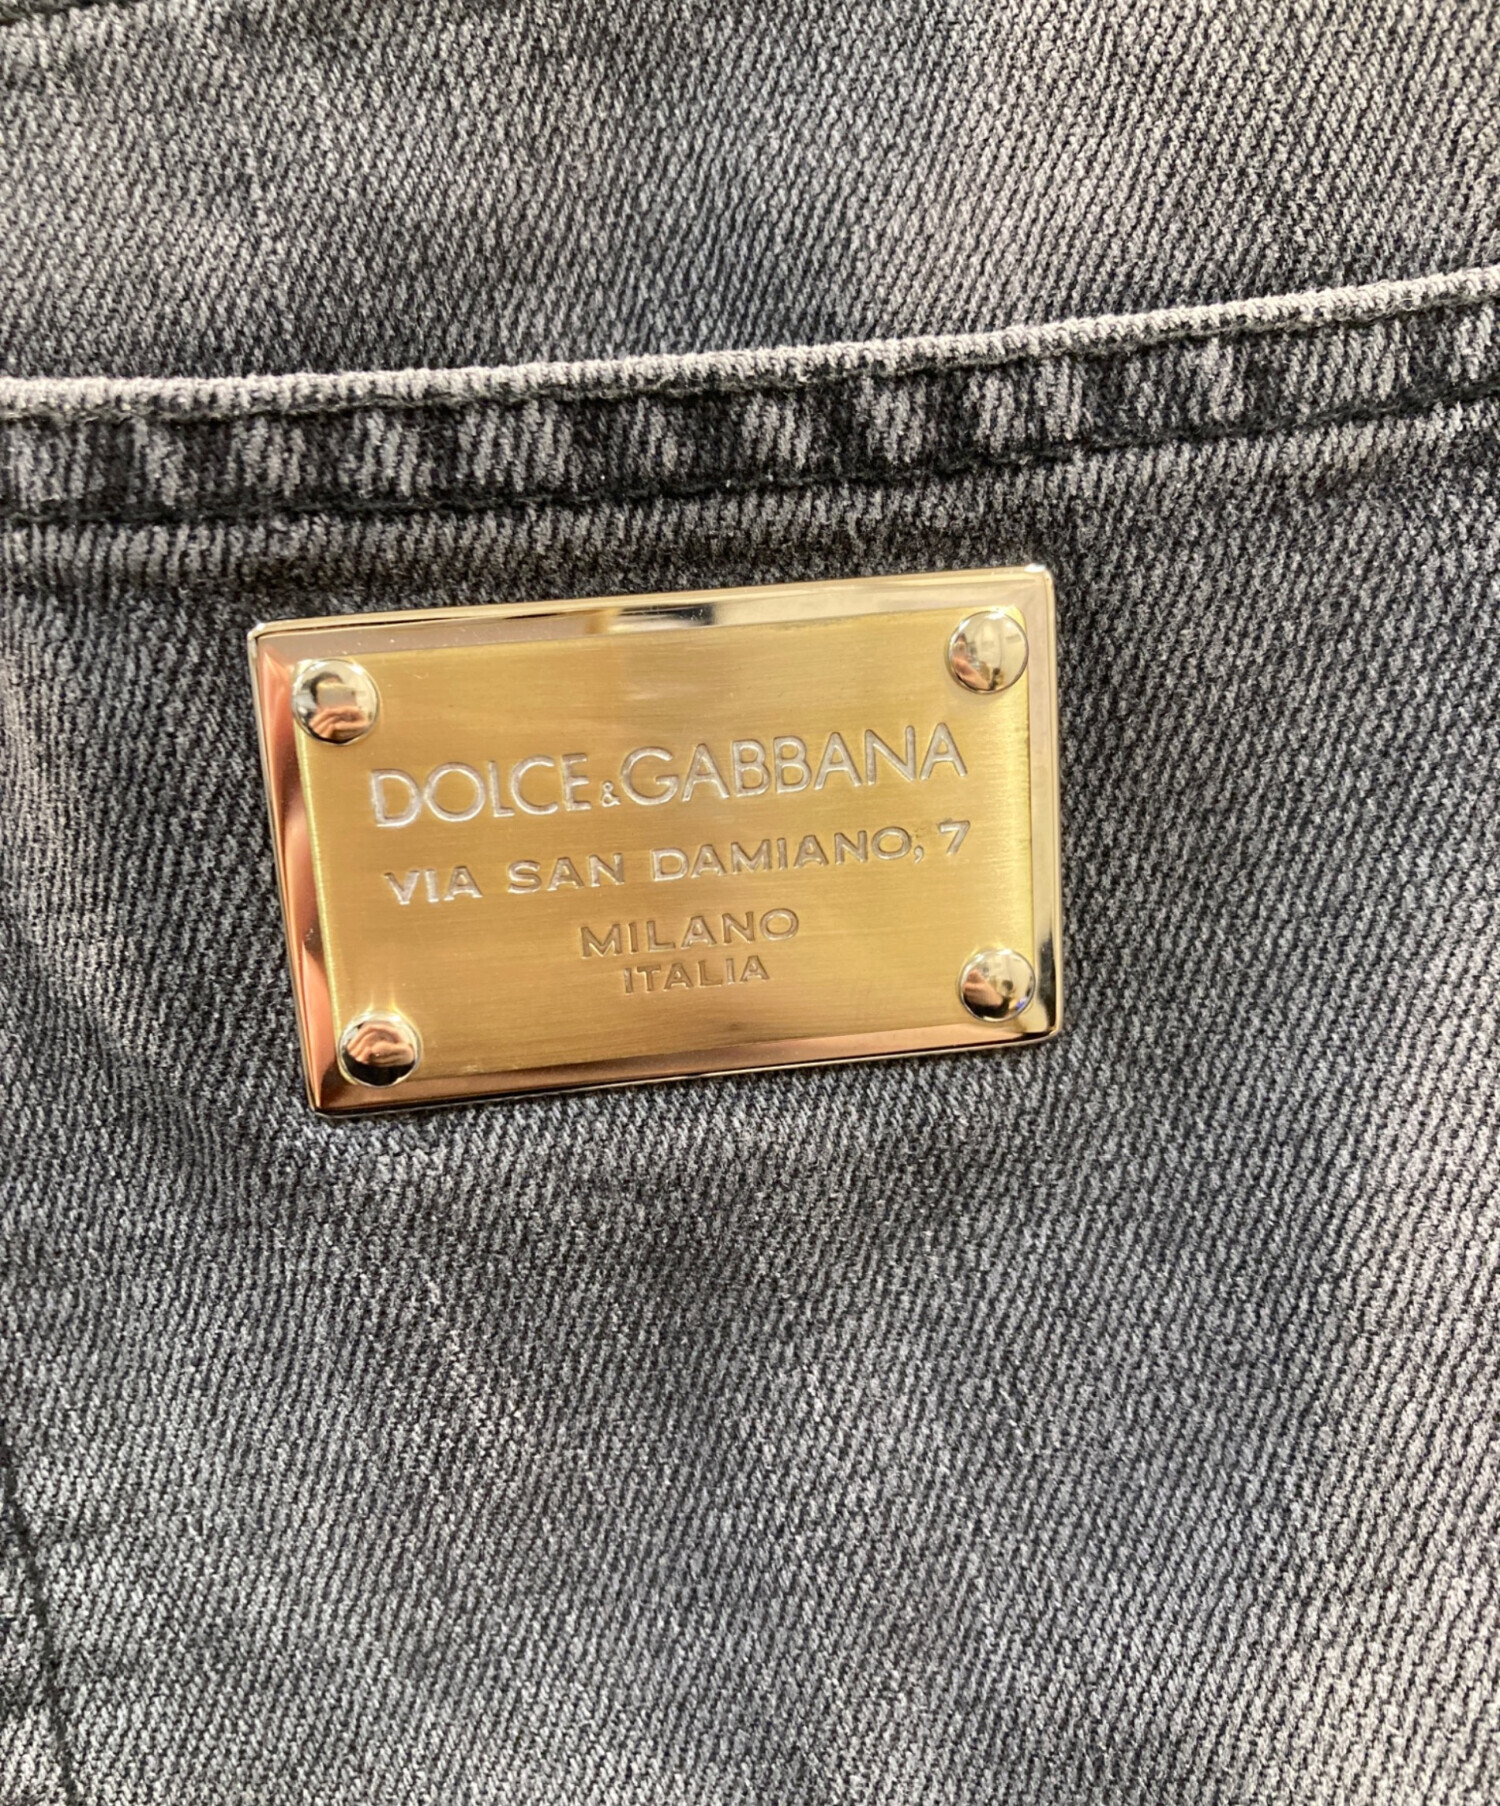 DOLCE&GABBANA
VIA SAN DAMIANO, 7
MILANO
ITALIA